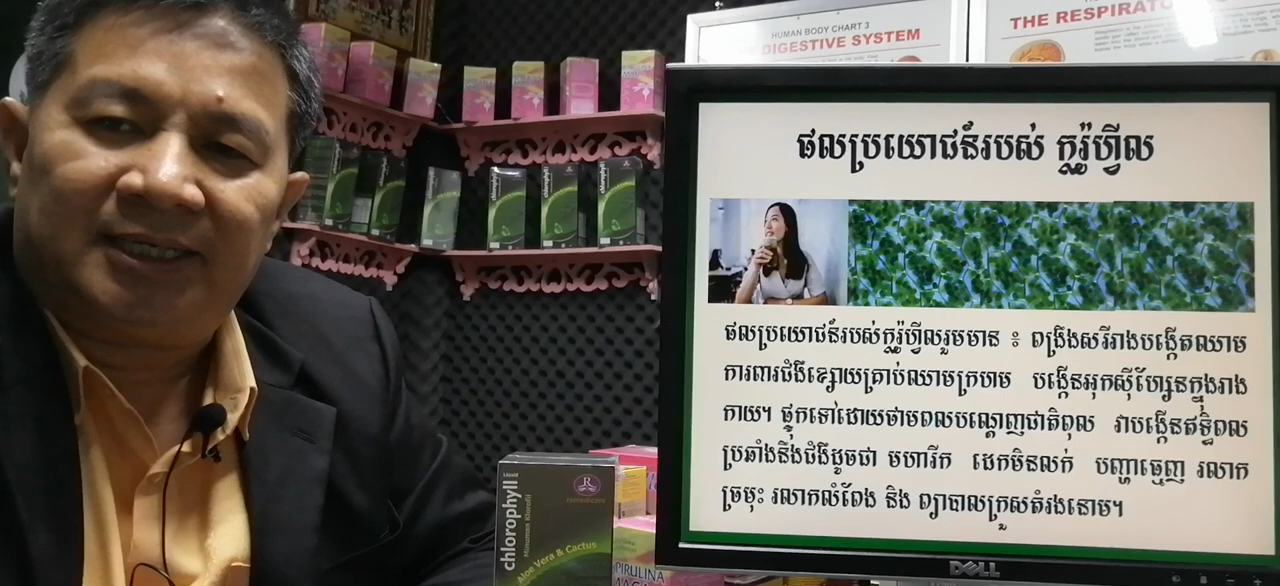 HUMAN BODY CHART 3
DIGESTIVE SYSTEM
THE RESPIRATO
ផលប្រយោជន៍របស់ ក្លរ៉ូហ្វីល
ផលប្រយោជន៍របស់ក្លរ៉ូហ្វីលរួមមាន ៖ ពង្រឹងសរីរាងបង្កើតឈាម
ការពារជំងឺខ្សោយគ្រាប់ឈាមក្រហម បង្កើនអុកស៊ីហ្សែនក្នុងរាង
កាយ។ ផ្ទុកទៅដោយថាមពលបណ្តេញជាតិពុល វាបង្កើនឥទ្ធិពល
ប្រឆាំងនឹងជំងឺដូចជា មហារីក ដេកមិនលក់ បញ្ហាធ្មេញ រលាក
ច្រមុះ រលាកលំពែង និង ព្យាបាលក្រួសតំរងនោម។
DELL
Liquid
chlorophyll
Minuman Klorofil
R
Aloe Vera & Cactus
PIRULINA
chlorophyll
chlorophyll
chlorophyll